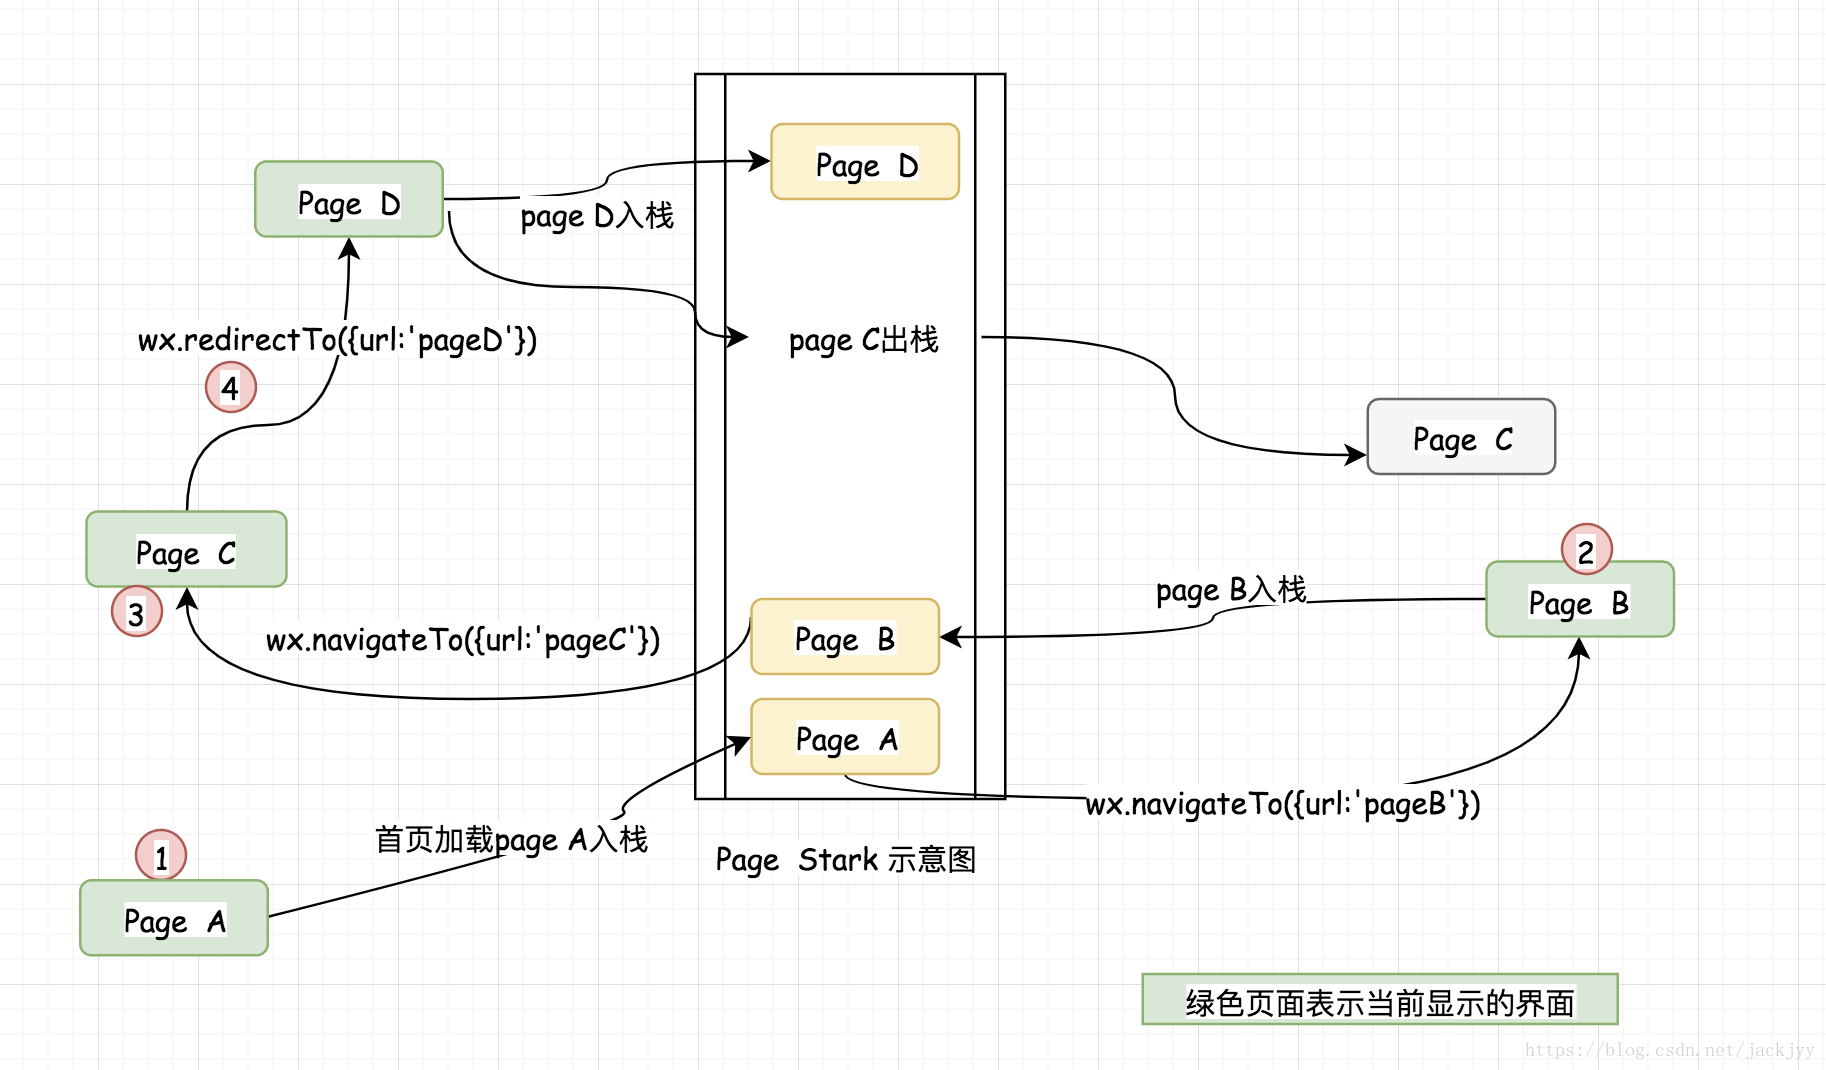 Page D
Page D
page D入栈
wx.redirectTo({url:'pageD'})
4
page C出栈
Page C
Page C
3
wx.navigateTo({url:'pageC'})
Page B
page B入栈
2
Page B
Page A
wx.navigateTo({url:'pageB'})
首页加载page A入栈
1
Page A
Page Stark 示意图
绿色页面表示当前显示的界面
https://blog.csdn.net/jackjyy